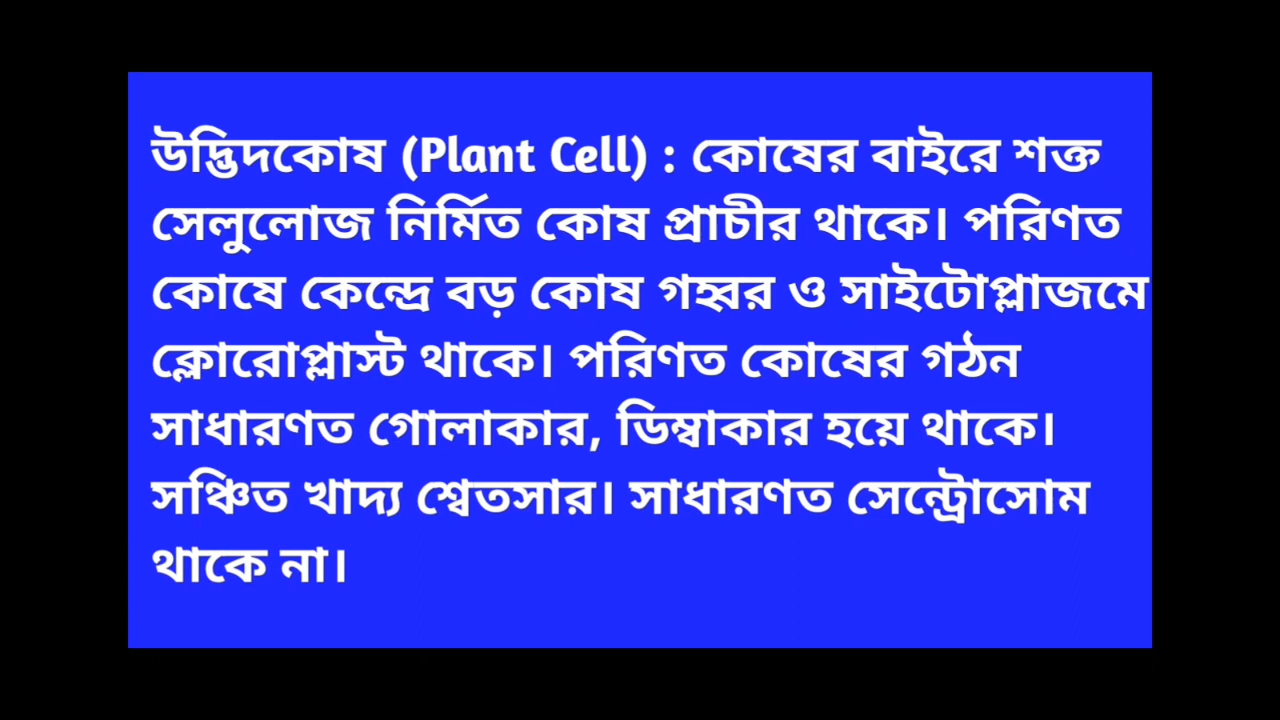 উদ্ভিদকোষ (Plant Cell) : কোষের বাইরে শক্ত
সেলুলোজ নির্মিত কোষ প্রাচীর থাকে। পরিণত
কোষে কেন্দ্রে বড় কোষ গহ্বর ও সাইটোপ্লাজমে
ক্লোরোপ্লাস্ট থাকে। পরিণত কোষের গঠন
সাধারণত গোলাকার, ডিম্বাকার হয়ে থাকে।
সঞ্চিত খাদ্য শ্বেতসার। সাধারণত সেন্ট্রোসোম
থাকে না।